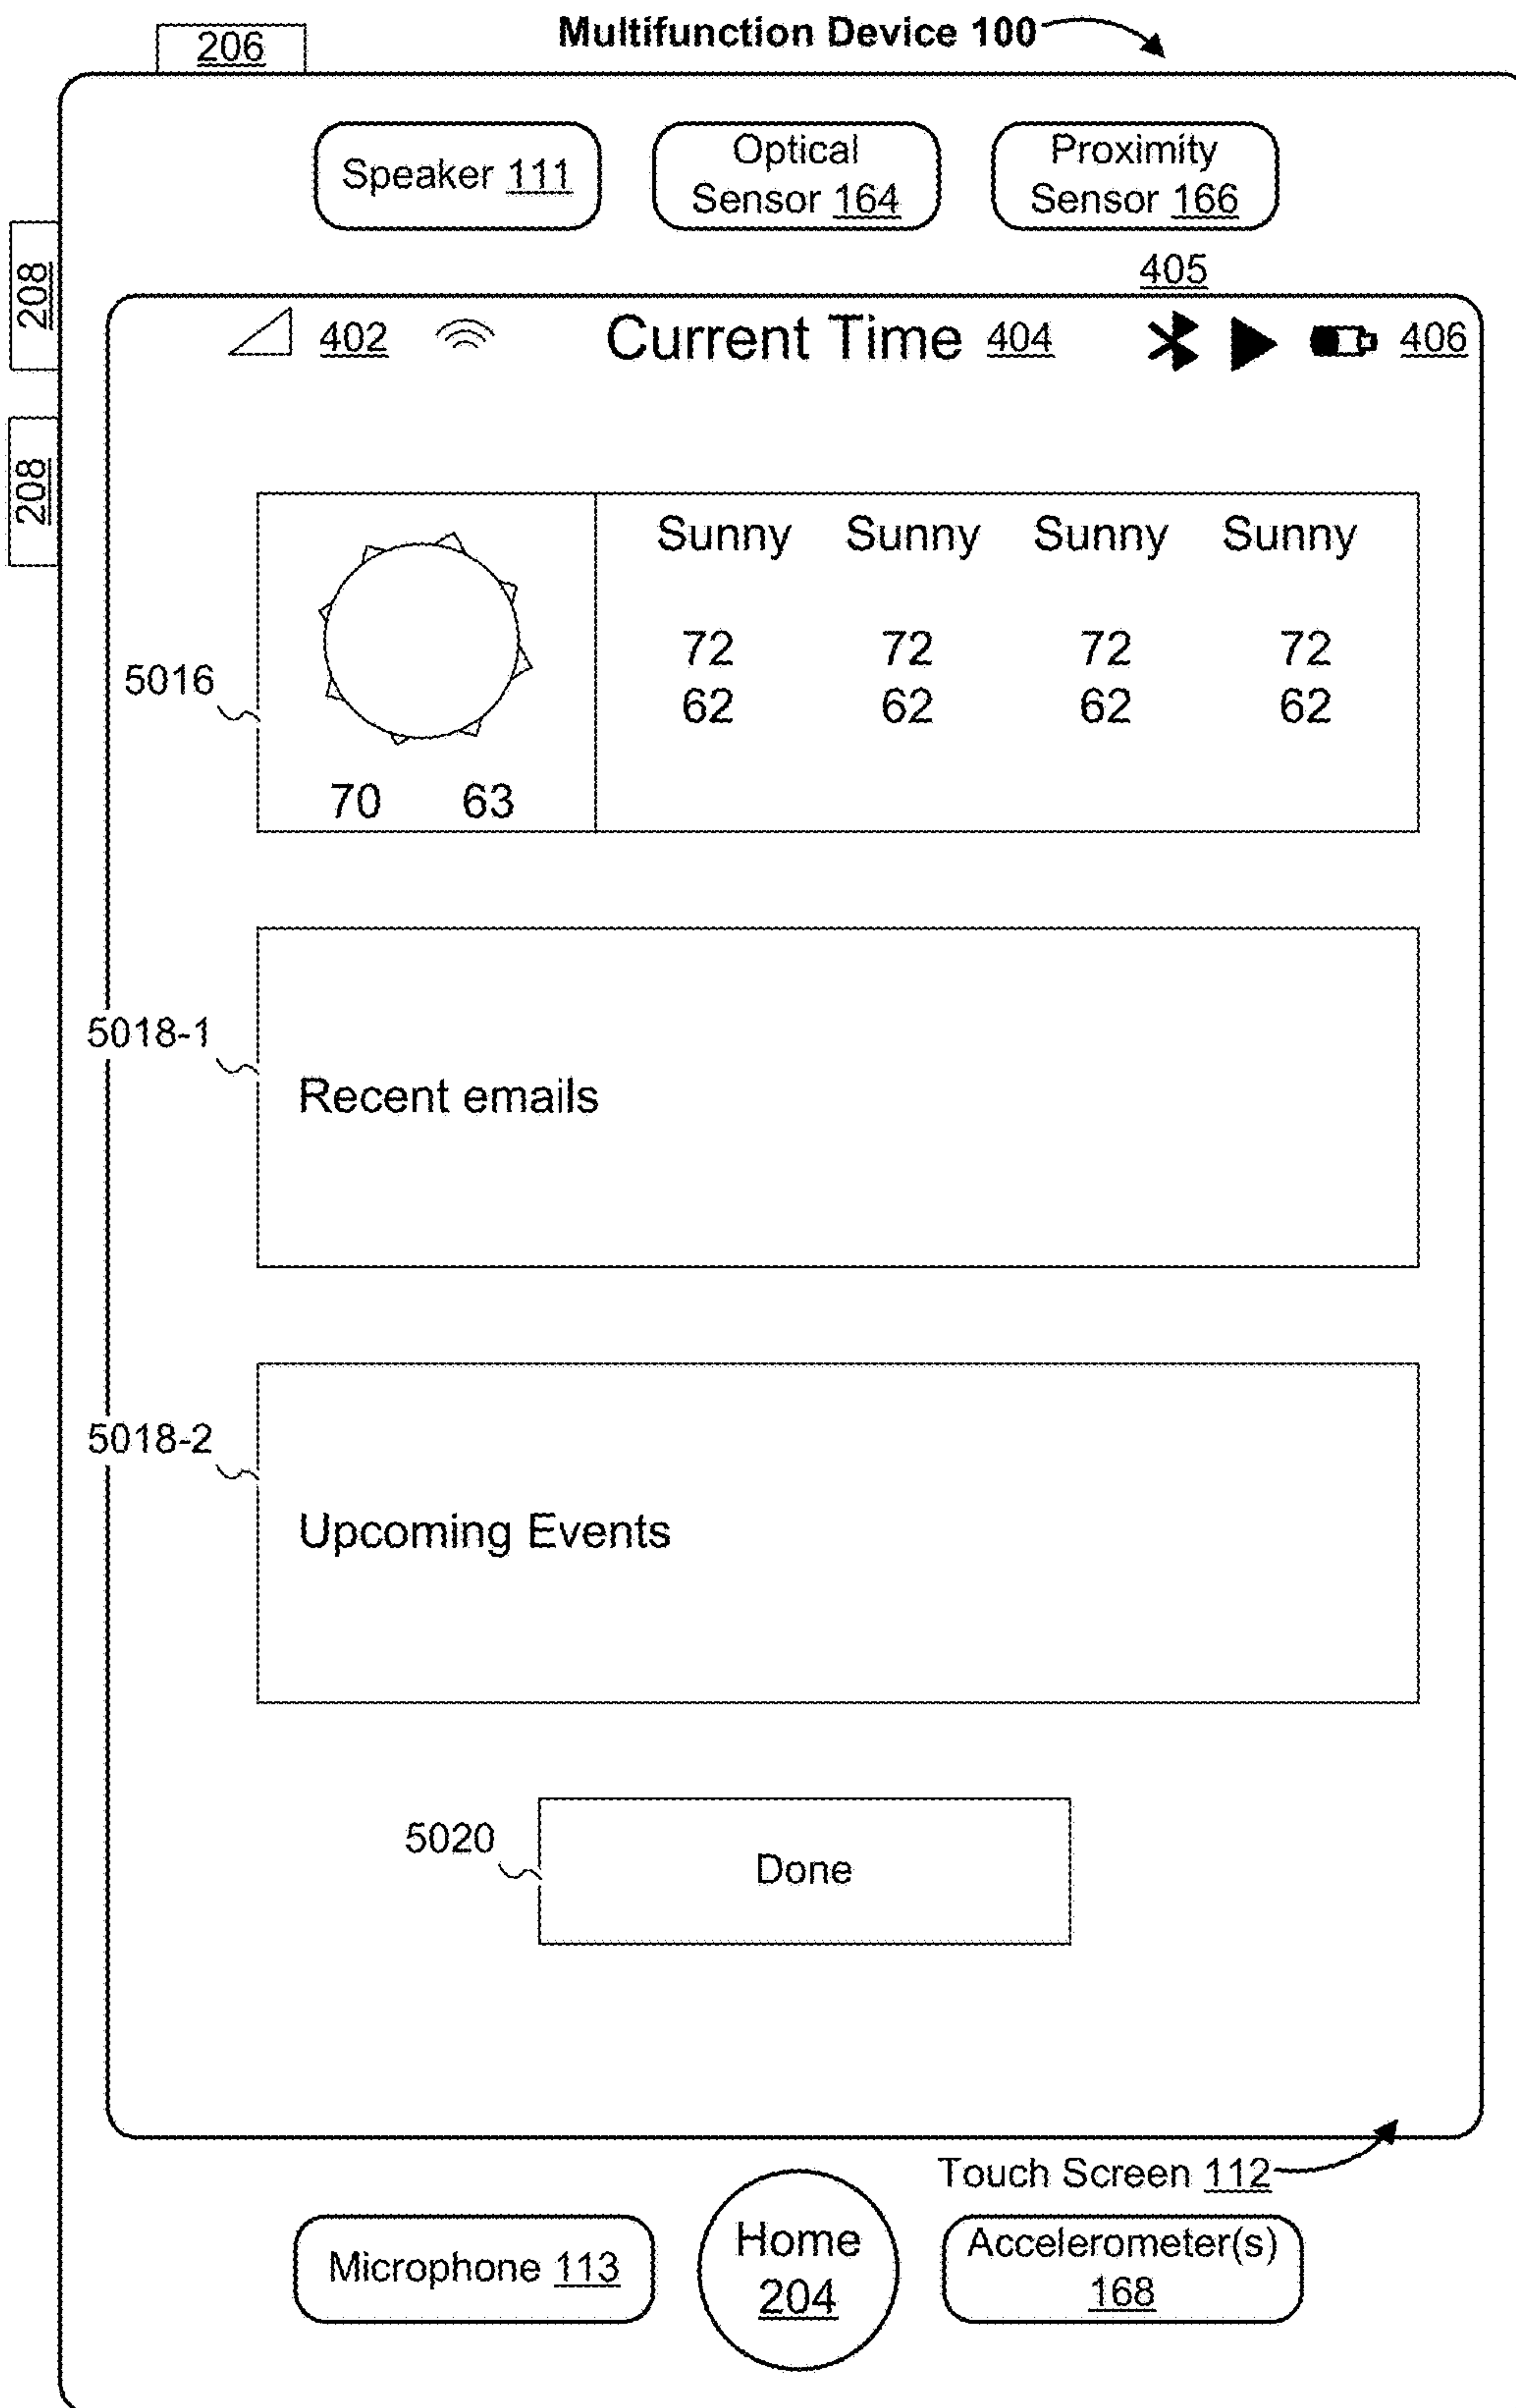 Multifunction Device 100
206
Speaker 111
Optical
Sensor 164
Proximity
Sensor 166
208
208
405
402
Current Time 404
406
5016
Sunny Sunny Sunny Sunny
72 72 72 72
62 62 62 62
70 63
5018-1
Recent emails
5018-2
Upcoming Events
5020
Done
Touch Screen 112
Microphone 113
Home
204
Accelerometer(s)
168